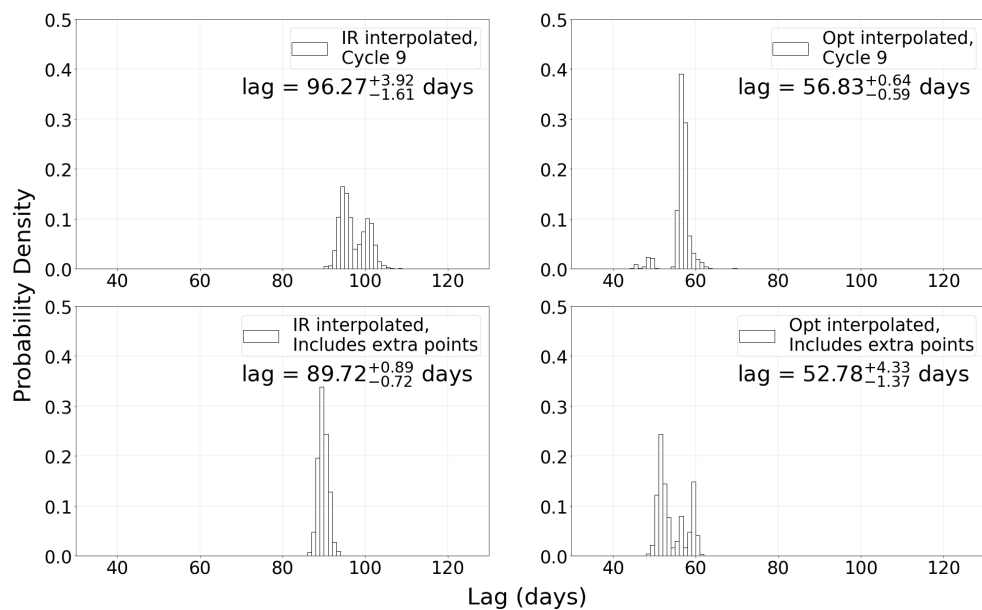 0.5
0.4
0.3
0.2
0.1
0.0
IR interpolated,
Cycle 9
lag = 96.27 +3.92 −1.61 days
40 60 80 100 120
0.5
0.4
0.3
0.2
0.1
0.0
Opt interpolated,
Cycle 9
lag = 56.83 +0.64 −0.59 days
40 60 80 100 120
Probability Density
0.5
0.4
0.3
0.2
0.1
0.0
IR interpolated,
Includes extra points
lag = 89.72 +0.89 −0.72 days
40 60 80 100 120
0.5
0.4
0.3
0.2
0.1
0.0
Opt interpolated,
Includes extra points
lag = 52.78 +4.33 −1.37 days
40 60 80 100 120
Lag (days)